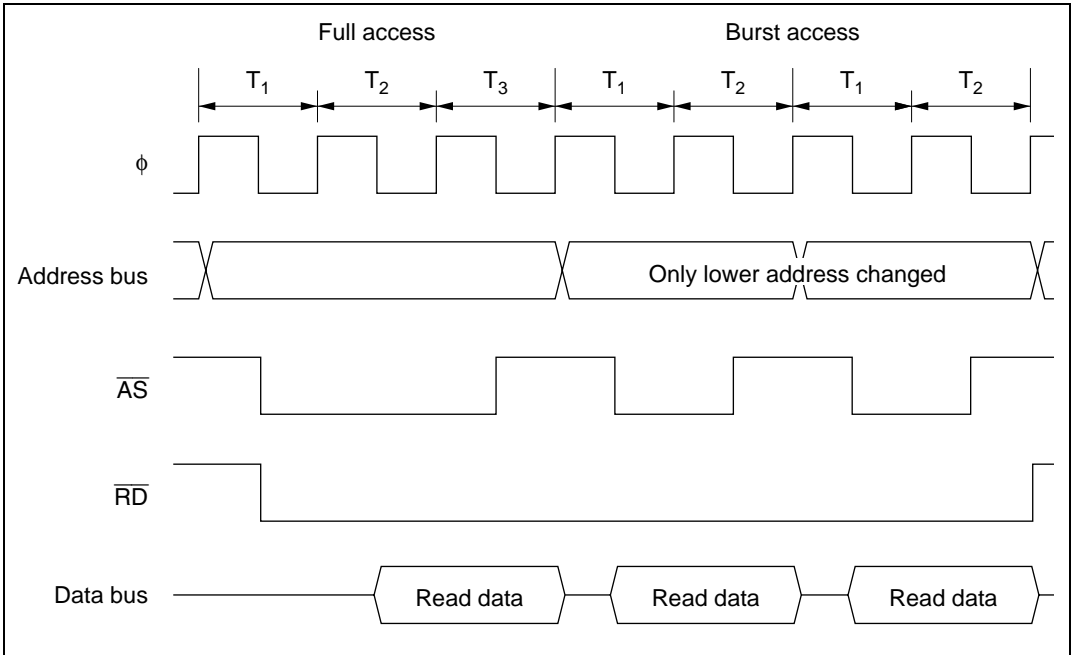 Full access Burst access
T1 T2 T3 T1 T2 T1 T2
ϕ
Address bus Only lower address changed
AS
RD
Data bus Read data Read data Read data